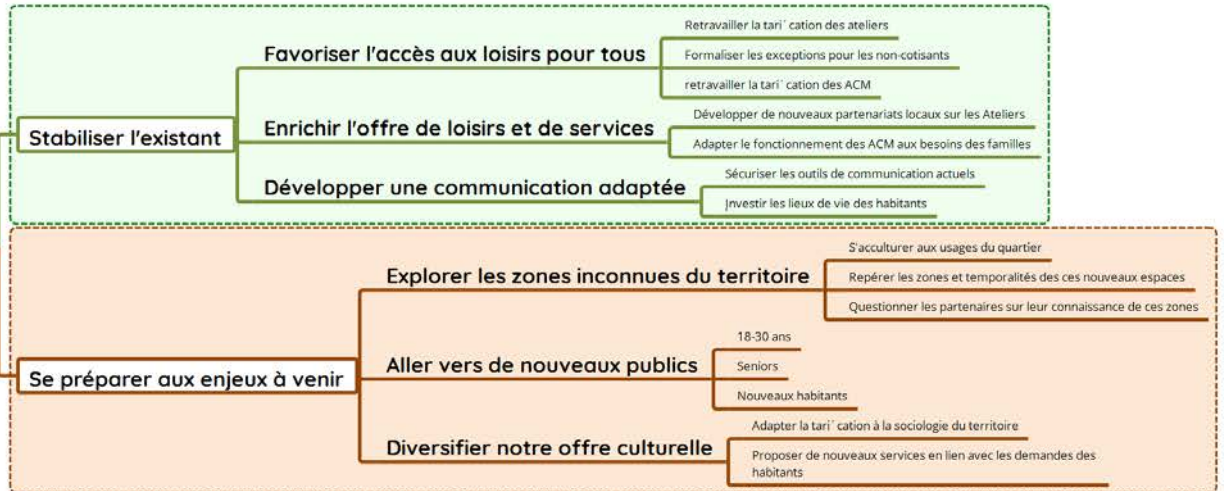 Stabiliser l'existant
Favoriser l'accès aux loisirs pour tous
Retravailler la tari´cation des ateliers
Formaliser les exceptions pour les non-cotisants
retravailler la tari´cation des ACM
Enrichir l'offre de loisirs et de services
Développer de nouveaux partenariats locaux sur les Ateliers
Adapter le fonctionnement des ACM aux besoins des familles
Développer une communication adaptée
Sécuriser les outils de communication actuels
Investir les lieux de vie des habitants
Se préparer aux enjeux à venir
Explorer les zones inconnues du territoire
S'acculturer aux usages du quartier
Repérer les zones et temporalités des ces nouveaux espaces
Questionner les partenaires sur leur connaissance de ces zones
Aller vers de nouveaux publics
18-30 ans
Seniors
Nouveaux habitants
Diversifier notre offre culturelle
Adapter la tari´cation à la sociologie du territoire
Proposer de nouveaux services en lien avec les demandes des
habitants